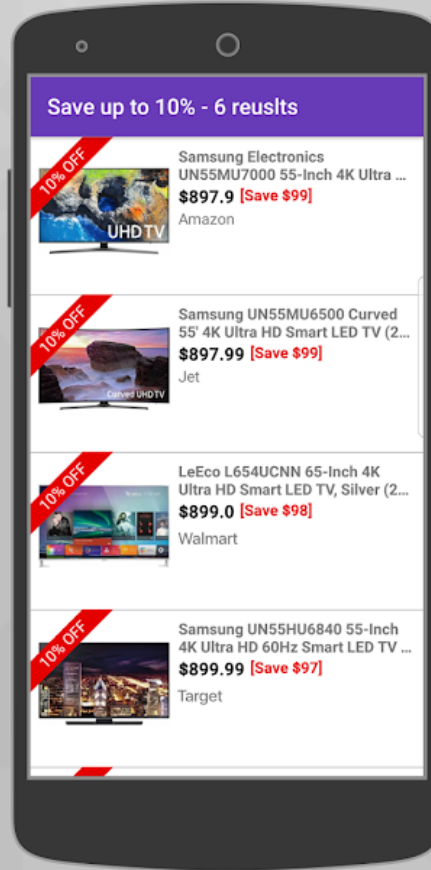 Save up to 10% - 6 reuslts
10% OFF
UHD TV
Samsung Electronics
UN55MU7000 55-Inch 4K Ultra ...
$897.9 [Save $99]
Amazon
10% OFF
Curved UHD TV
Samsung UN55MU6500 Curved
55' 4K Ultra HD Smart LED TV (2...
$897.99 [Save $99]
Jet
10% OFF
LeEco L654UCNN 65-Inch 4K
Ultra HD Smart LED TV, Silver (2...
$899.0 [Save $98]
Walmart
10% OFF
Samsung UN55HU6840 55-Inch
4K Ultra HD 60Hz Smart LED TV ...
$899.99 [Save $97]
Target